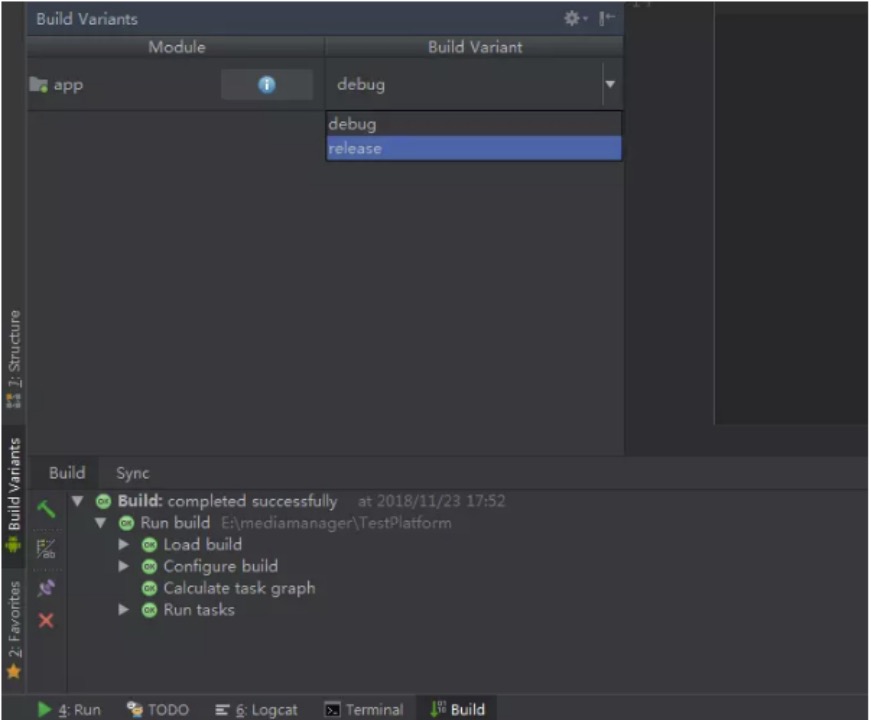 Build Variants
Module Build Variant
app debug
debug
release
7: Structure
Build Variants
2: Favorites
Build Sync
Build: completed successfully at 2018/11/23 17:52
Run build E:\mediamanager\TestPlatform
Load build
Configure build
Calculate task graph
Run tasks
4: Run TODO 6: Logcat Terminal Build